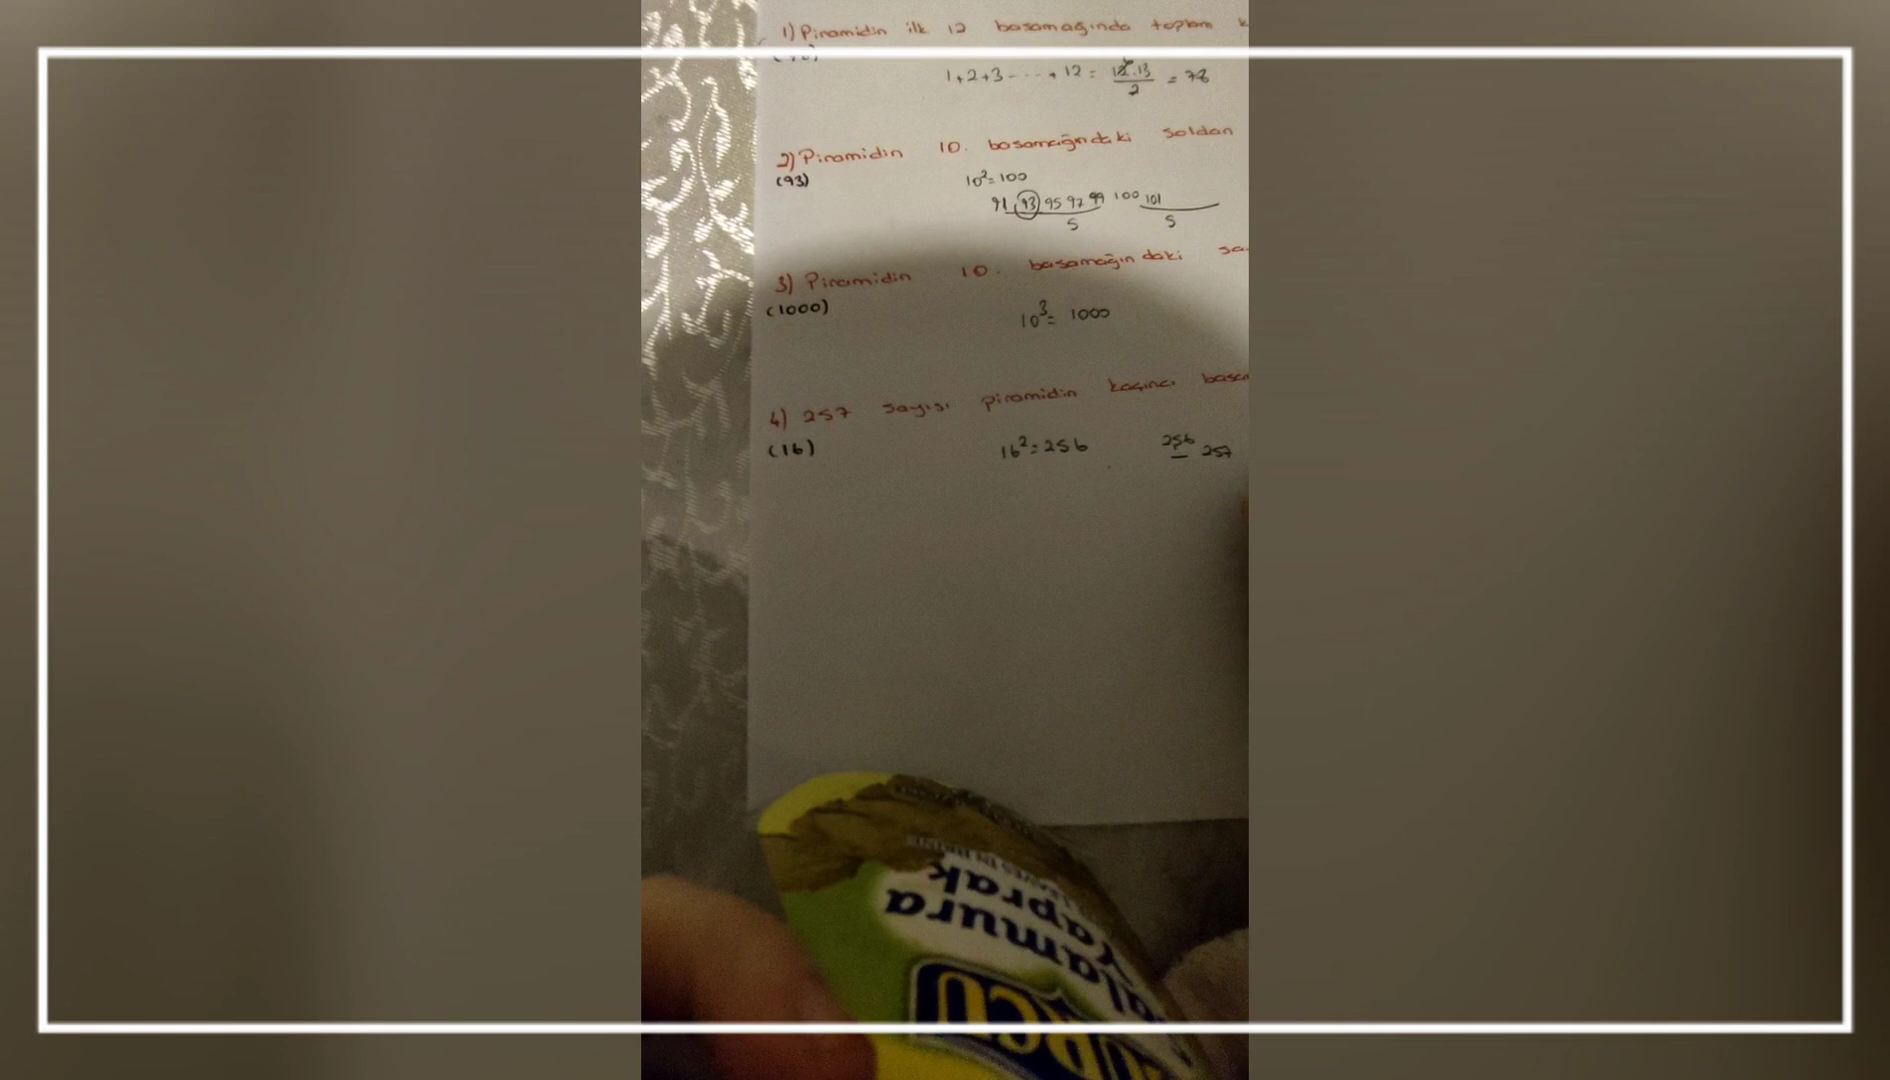 1) Piramidin ilk 12 basamağında toplam
1+2+3-...+12 = 12.13 / 2 = 78
2) Piramidin 10. basamağındaki soldan
(93)
10²=100
91 93 95 97 99 100 101
5 5
3) Piramidin 10. basamağındaki
(1000)
10³= 1000
4) 257 sayısı piramidin kaçıncı
(16)
16²=256 256 257
Yaprak